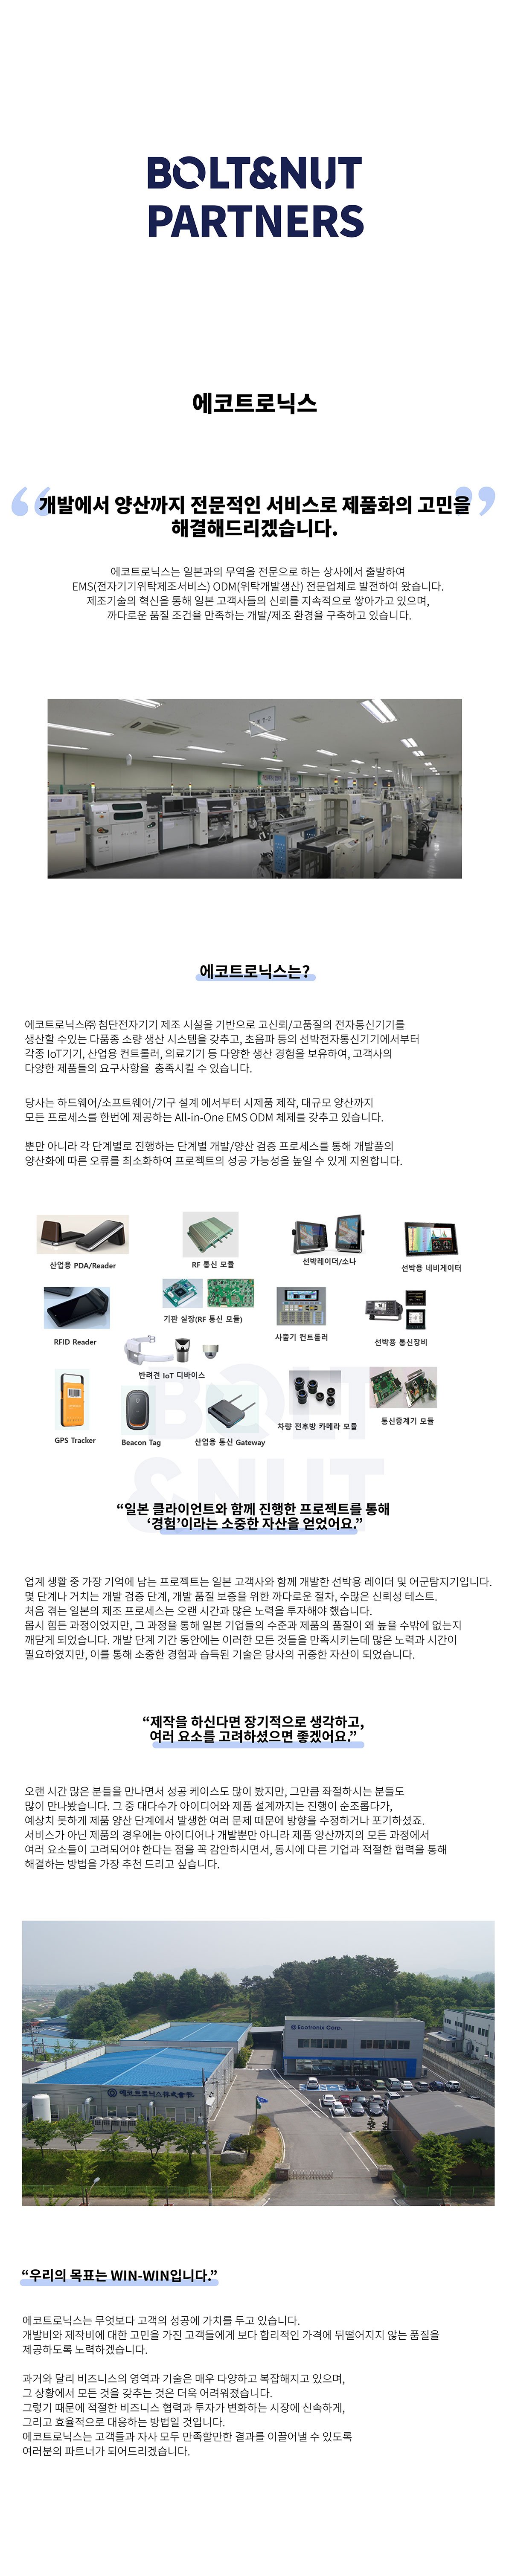 BOLT&NUT
PARTNERS
에코트로닉스
“개발에서 양산까지 전문적인 서비스로 제품화의 고민을”
해결해드리겠습니다.
에코트로닉스는 일본과의 무역을 전문으로 하는 상사에서 출발하여
EMS(전자기기위탁제조서비스) ODM(위탁개발생산) 전문업체로 발전하여 왔습니다.
제조기술의 혁신을 통해 일본 고객사들의 신뢰를 지속적으로 쌓아가고 있으며,
까다로운 품질 조건을 만족하는 개발/제조 환경을 구축하고 있습니다.
에코트로닉스는?
에코트로닉스㈜ 첨단전자기기 제조 시설을 기반으로 고신뢰/고품질의 전자통신기기를
생산할 수있는 다품종 소량 생산 시스템을 갖추고, 초음파 등의 선박전자통신기기에서부터
각종 IoT기기, 산업용 컨트롤러, 의료기기 등 다양한 생산 경험을 보유하여, 고객사의
다양한 제품들의 요구사항을 충족시킬 수 있습니다.
당사는 하드웨어/소프트웨어/기구 설계 에서부터 시제품 제작, 대규모 양산까지
모든 프로세스를 한번에 제공하는 All-in-One EMS ODM 체제를 갖추고 있습니다.
뿐만 아니라 각 단계별로 진행하는 단계별 개발/양산 검증 프로세스를 통해 개발품의
양산화에 따른 오류를 최소화하여 프로젝트의 성공 가능성을 높일 수 있게 지원합니다.
산업용 PDA/Reader
RF 통신 모듈
선박레이더/소나
선박용 네비게이터
RFID Reader
기판 실장(RF 통신 모듈)
사출기 컨트롤러
선박용 통신장비
반려견 IoT 디바이스
GPS Tracker
Beacon Tag
산업용 통신 Gateway
차량 전후방 카메라 모듈
통신중계기 모듈
BOLT
&NUT
“일본 클라이언트와 함께 진행한 프로젝트를 통해
‘경험’이라는 소중한 자산을 얻었어요.”
업계 생활 중 가장 기억에 남는 프로젝트는 일본 고객사와 함께 개발한 선박용 레이더 및 어군탐지기입니다.
몇 단계나 거치는 개발 검증 단계, 개발 품질 보증을 위한 까다로운 절차, 수많은 신뢰성 테스트.
처음 겪는 일본의 제조 프로세스는 오랜 시간과 많은 노력을 투자해야 했습니다.
몹시 힘든 과정이었지만, 그 과정을 통해 일본 기업들의 수준과 제품의 품질이 왜 높을 수밖에 없는지
깨닫게 되었습니다. 개발 단계 기간 동안에는 이러한 모든 것들을 만족시키는데 많은 노력과 시간이
필요하였지만, 이를 통해 소중한 경험과 습득된 기술은 당사의 귀중한 자산이 되었습니다.
“제작을 하신다면 장기적으로 생각하고,
여러 요소를 고려하셨으면 좋겠어요.”
오랜 시간 많은 분들을 만나면서 성공 케이스도 많이 봤지만, 그만큼 좌절하시는 분들도
많이 만나봤습니다. 그 중 대다수가 아이디어와 제품 설계까지는 진행이 순조롭다가,
예상치 못하게 제품 양산 단계에서 발생한 여러 문제 때문에 방향을 수정하거나 포기하셨죠.
서비스가 아닌 제품의 경우에는 아이디어나 개발뿐만 아니라 제품 양산까지의 모든 과정에서
여러 요소들이 고려되어야 한다는 점을 꼭 감안하시면서, 동시에 다른 기업과 적절한 협력을 통해
해결하는 방법을 가장 추천 드리고 싶습니다.
Ecotronix Corp.
에코트로닉스株式會社
“우리의 목표는 WIN-WIN입니다.”
에코트로닉스는 무엇보다 고객의 성공에 가치를 두고 있습니다.
개발비와 제작비에 대한 고민을 가진 고객들에게 보다 합리적인 가격에 뒤떨어지지 않는 품질을
제공하도록 노력하겠습니다.
과거와 달리 비즈니스의 영역과 기술은 매우 다양하고 복잡해지고 있으며,
그 상황에서 모든 것을 갖추는 것은 더욱 어려워졌습니다.
그렇기 때문에 적절한 비즈니스 협력과 투자가 변화하는 시장에 신속하게,
그리고 효율적으로 대응하는 방법일 것입니다.
에코트로닉스는 고객들과 자사 모두 만족할만한 결과를 이끌어낼 수 있도록
여러분의 파트너가 되어드리겠습니다.